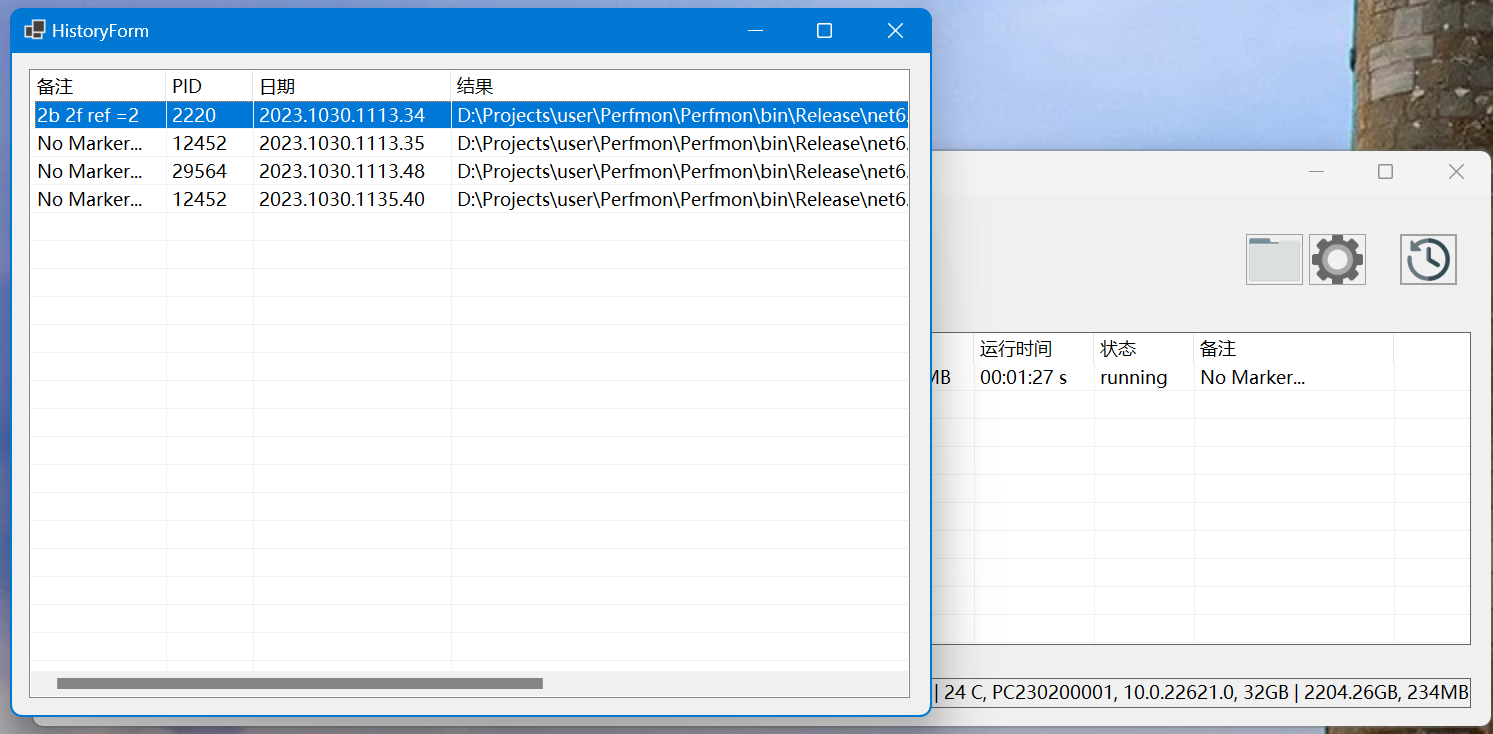 HistoryForm
备注 PID 日期 结果
2b 2f ref =2 2220 2023.1030.1113.34 D:\Projects\user\Perfmon\Perfmon\bin\Release\net6.
No Marker... 12452 2023.1030.1113.35 D:\Projects\user\Perfmon\Perfmon\bin\Release\net6.
No Marker... 29564 2023.1030.1113.48 D:\Projects\user\Perfmon\Perfmon\bin\Release\net6.
No Marker... 12452 2023.1030.1135.40 D:\Projects\user\Perfmon\Perfmon\bin\Release\net6.
运行时间 状态 备注
MB 00:01:27 s running No Marker...
| 24 C, PC230200001, 10.0.22621.0, 32GB | 2204.26GB, 234MB